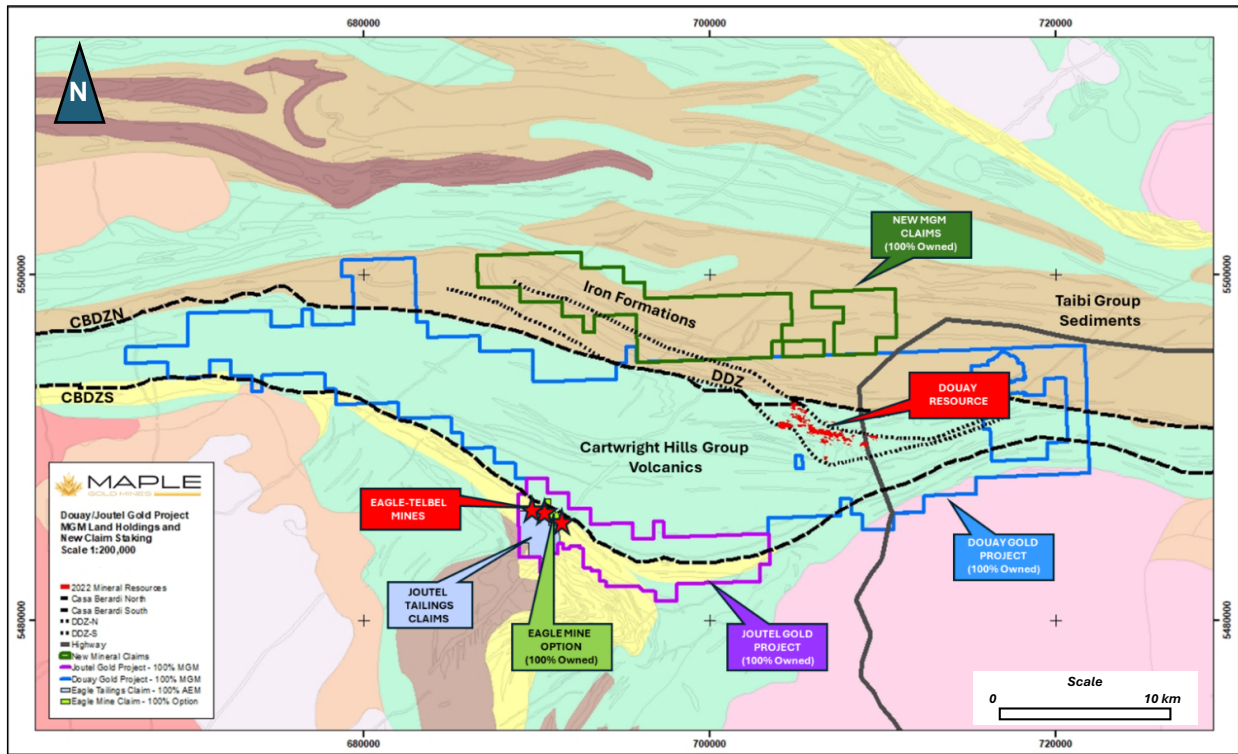 680000
700000
720000
N
NEW MGM
CLAIMS
(100% Owned)
5500000
5500000
Iron Formations
Taibi Group
Sediments
CBDZN
DDZ
CBDZS
DOUAY
RESOURCE
Cartwright Hills Group
Volcanics
MAPLE
GOLD MINES
Douay/Joutel Gold Project
MGM Land Holdings and
New Claim Staking
Scale 1:200,000
EAGLE-TELBEL
MINES
DOUAY GOLD
PROJECT
(100% Owned)
JOUTEL
TAILINGS
CLAIMS
EAGLE MINE
OPTION
(100% Owned)
JOUTEL GOLD
PROJECT
(100% Owned)
2022 Mineral Resources
Casa Berardi North
Casa Berardi South
DDZ-N
DDZ-S
Highway
New Mineral Claims
Joutel Gold Project - 100% MGM
Douay Gold Project - 100% MGM
Eagle Tailings Claim - 100% AEM
Eagle Mine Claim - 100% Option
5480000
5480000
Scale
0 10 km
680000
700000
720000